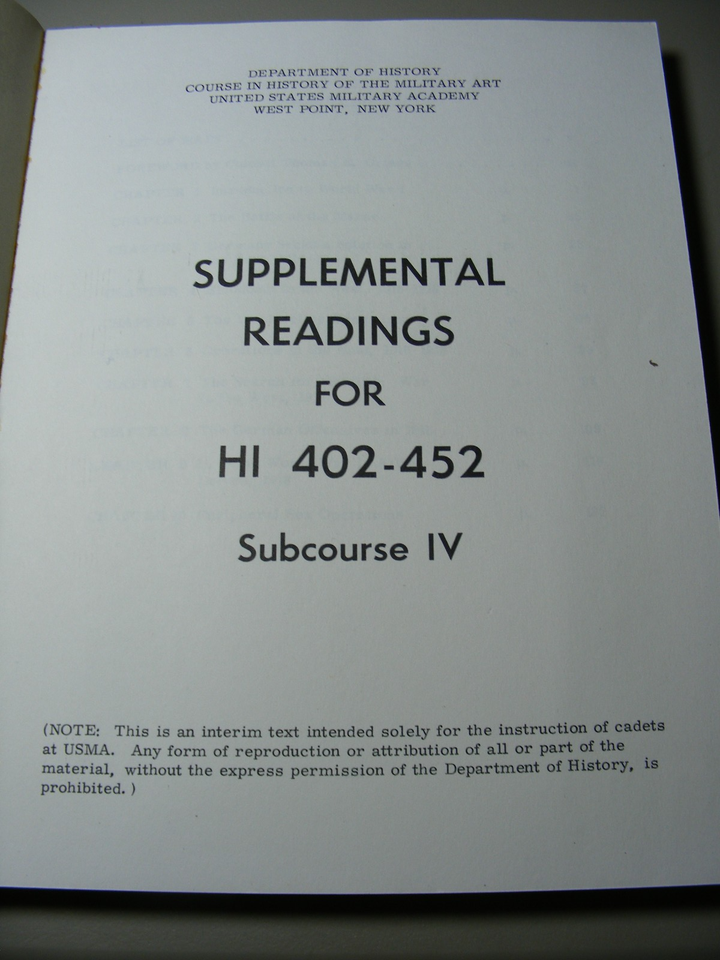 DEPARTMENT OF HISTORY
COURSE IN HISTORY OF THE MILITARY ART
UNITED STATES MILITARY ACADEMY
WEST POINT, NEW YORK
SUPPLEMENTAL
READINGS
FOR
HI 402-452
Subcourse IV
(NOTE: This is an interim text intended solely for the instruction of cadets
at USMA. Any form of reproduction or attribution of all or part of the
material, without the express permission of the Department of History, is
prohibited. )